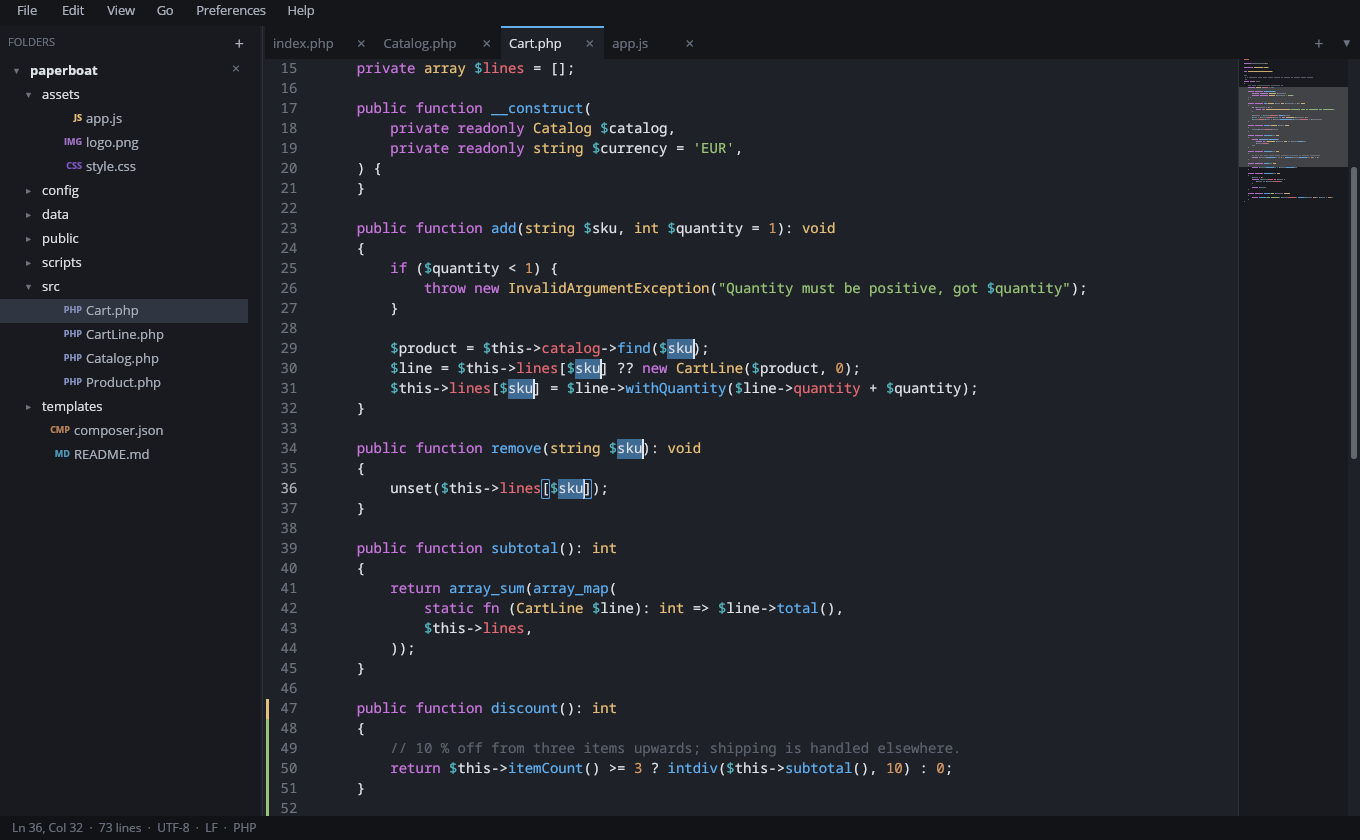 File Edit View Go Preferences Help
FOLDERS +
paperboat
assets
JS app.js
IMG logo.png
CSS style.css
config
data
public
scripts
src
PHP Cart.php
PHP CartLine.php
PHP Catalog.php
PHP Product.php
templates
CMP composer.json
MD README.md
index.php Catalog.php Cart.php app.js +
15     private array $lines = [];
16
17     public function __construct(
18         private readonly Catalog $catalog,
19         private readonly string $currency = 'EUR',
20     ) {
21     }
22
23     public function add(string $sku, int $quantity = 1): void
24     {
25         if ($quantity < 1) {
26             throw new InvalidArgumentException("Quantity must be positive, got $quantity");
27         }
28
29         $product = $this->catalog->find($sku);
30         $line = $this->lines[$sku] ?? new CartLine($product, 0);
31         $this->lines[$sku] = $line->withQuantity($line->quantity + $quantity);
32     }
33
34     public function remove(string $sku): void
35     {
36         unset($this->lines[$sku]);
37     }
38
39     public function subtotal(): int
40     {
41         return array_sum(array_map(
42             static fn (CartLine $line): int => $line->total(),
43             $this->lines,
44         ));
45     }
46
47     public function discount(): int
48     {
49         // 10 % off from three items upwards; shipping is handled elsewhere.
50         return $this->itemCount() >= 3 ? intdiv($this->subtotal(), 10) : 0;
51     }
52
Ln 36, Col 32 · 73 lines · UTF-8 · LF · PHP